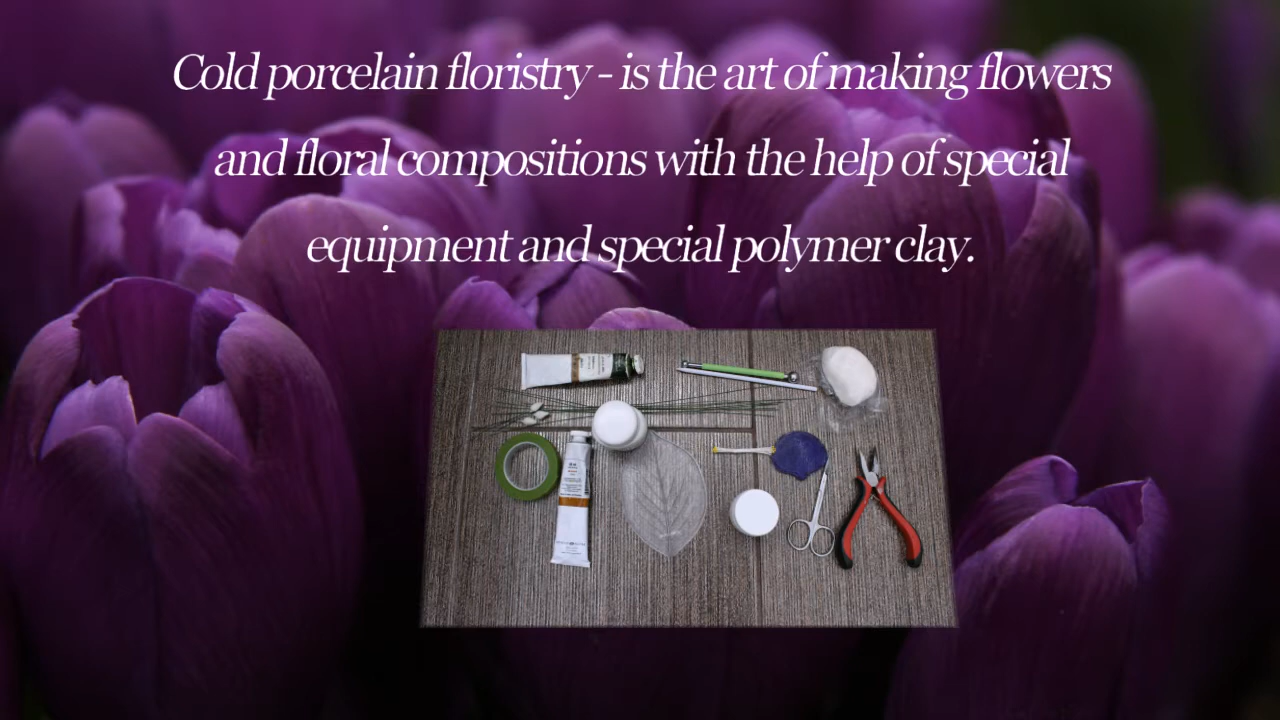 Cold porcelain floristry - is the art of making flowers
and floral compositions with the help of special
equipment and special polymer clay.